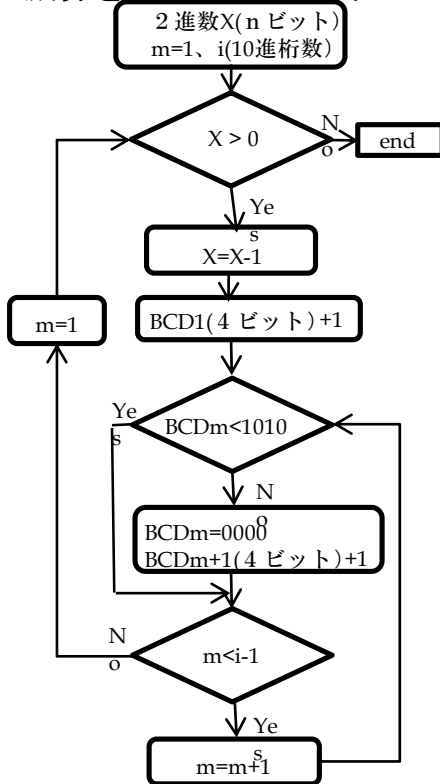 2進数X(n ビット)
m=1、i(10進桁数)
X > 0
No
end
Yes
X=X-1
m=1
BCD1(4 ビット)+1
Yes
BCDm<1010
No
BCDm=0000
BCDm+1(4 ビット)+1
No
m<i-1
Yes
m=m+1